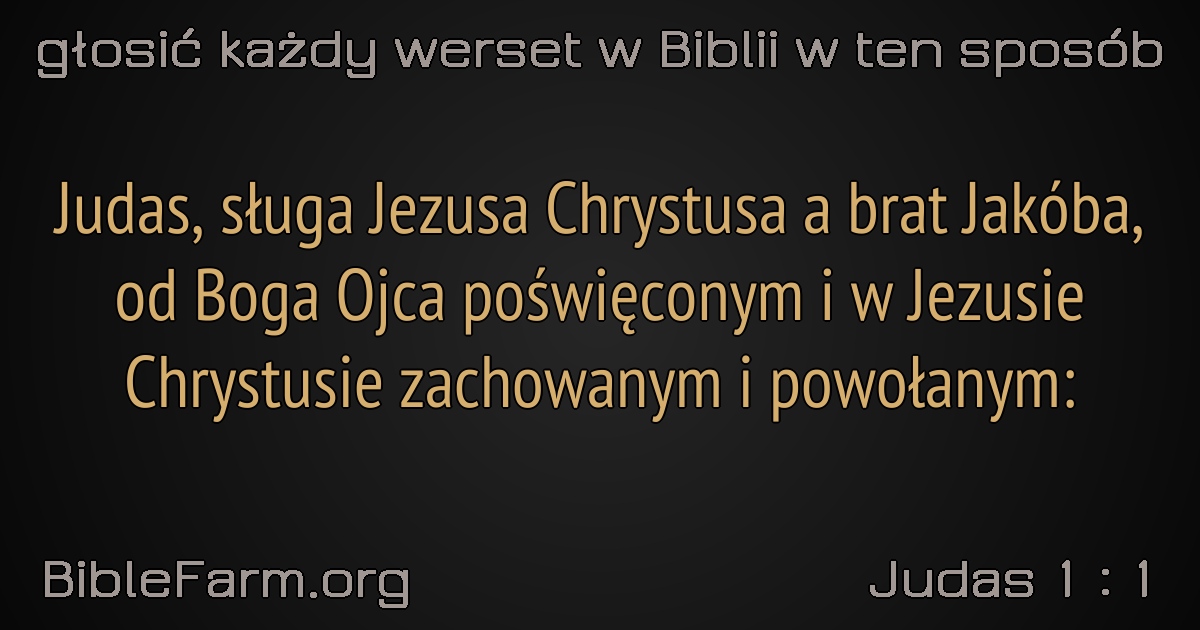 głosić każdy werset w Biblii w ten sposób
Judas, sługa Jezusa Chrystusa a brat Jakóba,
od Boga Ojca poświęconym i w Jezusie
Chrystusie zachowanym i powołanym:
BibleFarm.org
Judas 1 : 1